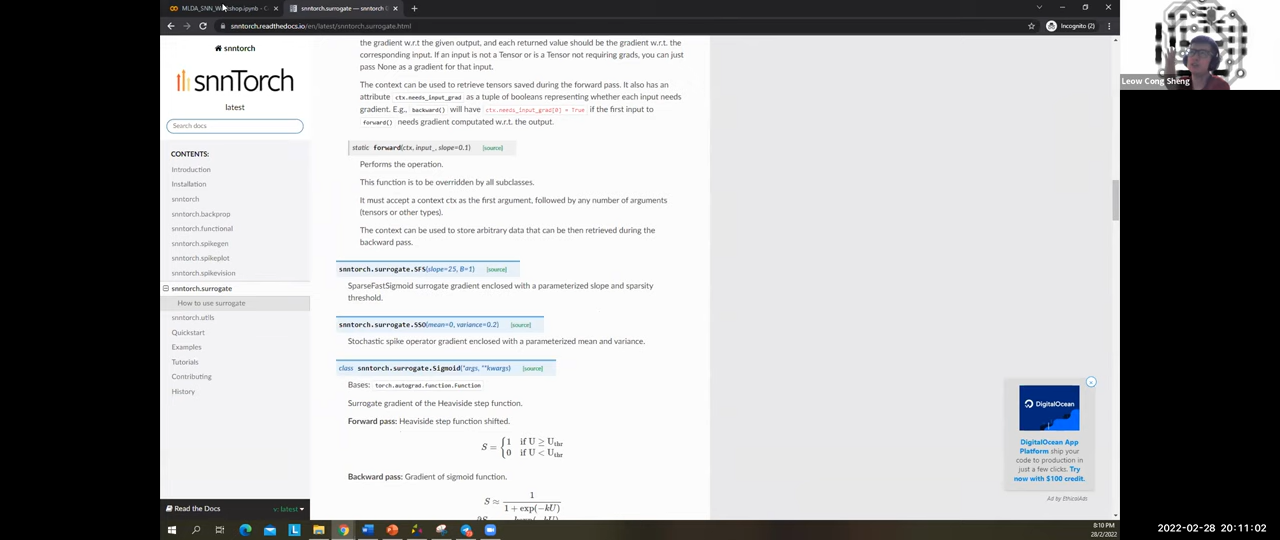 MLDA_SNN_Workshop.ipynb - Co
snntorch.surrogate — snntorch
Incognito (2)
snntorch.readthedocs.io/en/latest/snntorch.surrogate.html
Leow Cong Sheng
snntorch
snnTorch
latest
Search docs
CONTENTS:
Introduction
Installation
snntorch
snntorch.backprop
snntorch.functional
snntorch.spikegen
snntorch.spikeplot
snntorch.spikevision
snntorch.surrogate
How to use surrogate
snntorch.utils
Quickstart
Examples
Tutorials
Contributing
History
Read the Docs
v: latest
the gradient w.r.t the given output, and each returned value should be the gradient w.r.t. the
corresponding input. If an input is not a Tensor or is a Tensor not requiring grads, you can just
pass None as a gradient for that input.
The context can be used to retrieve tensors saved during the forward pass. It also has an
attribute ctx.needs_input_grad as a tuple of booleans representing whether each input needs
gradient. E.g., backward() will have ctx.needs_input_grad[0] = True if the first input to
forward() needs gradient computated w.r.t. the output.
static forward(ctx, input_, slope=0.1) [source]
Performs the operation.
This function is to be overridden by all subclasses.
It must accept a context ctx as the first argument, followed by any number of arguments
(tensors or other types).
The context can be used to store arbitrary data that can be then retrieved during the
backward pass.
snntorch.surrogate.SFS(slope=25, B=1) [source]
SparseFastSigmoid surrogate gradient enclosed with a parameterized slope and sparsity
threshold.
snntorch.surrogate.SSO(mean=0, variance=0.2) [source]
Stochastic spike operator gradient enclosed with a parameterized mean and variance.
class snntorch.surrogate.Sigmoid(*args, **kwargs) [source]
Bases: torch.autograd.function.Function
Surrogate gradient of the Heaviside step function.
Forward pass: Heaviside step function shifted.
S = { 1 if U ≥ Uthr
0 if U < Uthr
Backward pass: Gradient of sigmoid function.
S ≈ 1 / 1 + exp(−kU)
DigitalOcean
DigitalOcean App
Platform ship your
code to production in
just a few clicks. Try
now with $100 credit.
Ad by EthicalAds
8:10 PM
28/2/2022
2022-02-28 20:11:02